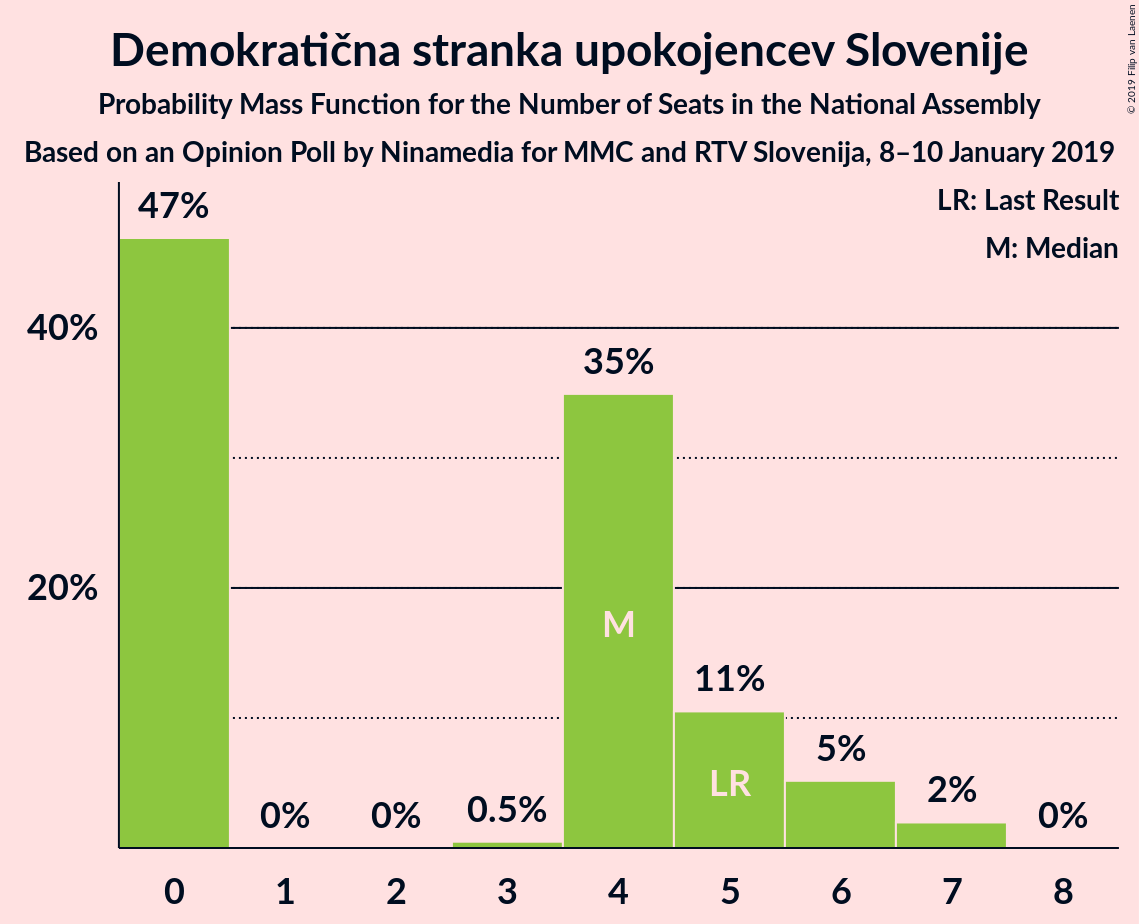 Demokratična stranka upokojencev Slovenije
Probability Mass Function for the Number of Seats in the National Assembly
Based on an Opinion Poll by Ninamedia for MMC and RTV Slovenija, 8–10 January 2019
© 2019 Filip van Laenen
LR: Last Result
M: Median
47%
40%
35%
20%
M
11%
LR
5%
2%
0%
0%
0.5%
0%
0 1 2 3 4 5 6 7 8